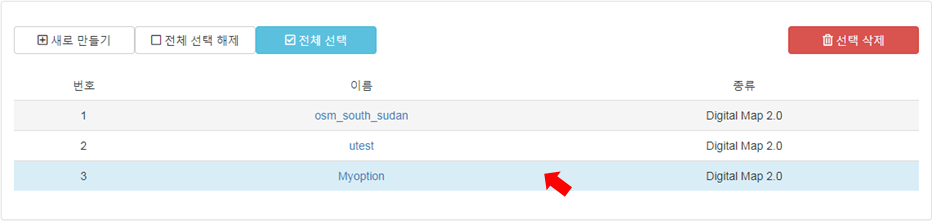 새로 만들기 전체 선택 해제 전체 선택 선택 삭제
번호 이름 종류
1 osm_south_sudan Digital Map 2.0
2 utest Digital Map 2.0
3 Myoption Digital Map 2.0